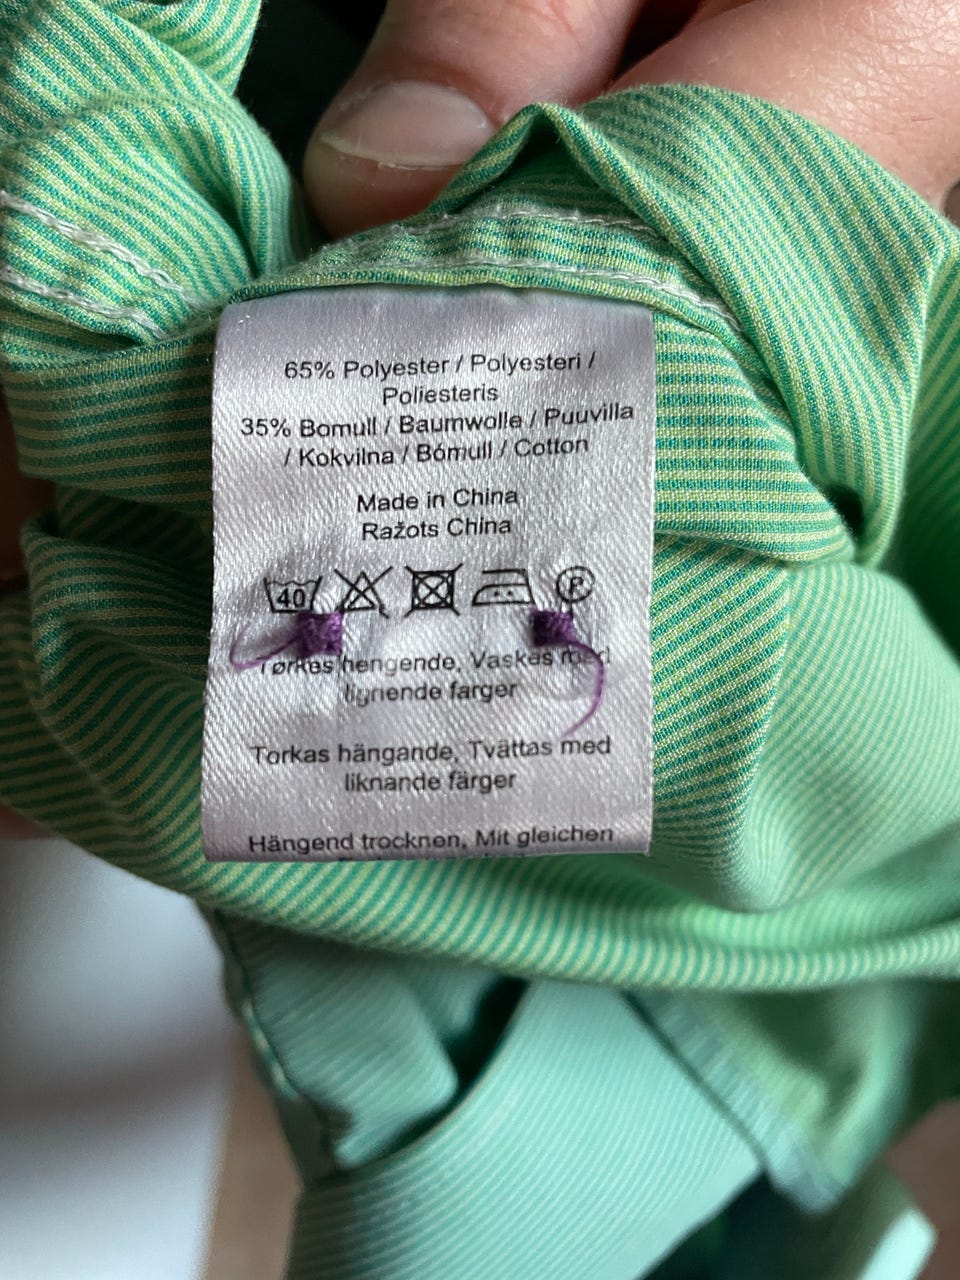 65% Polyester / Polyesteri /
Poliesteris
35% Bomull / Baumwolle / Puuvilla
/ Kokvilna / Bómull / Cotton
Made in China
Ražots China
40 P
Tørkes hengende, Vaskes med
lignende farger
Torkas hängande, Tvättas med
liknande färger
Hängend trocknen, Mit gleichen